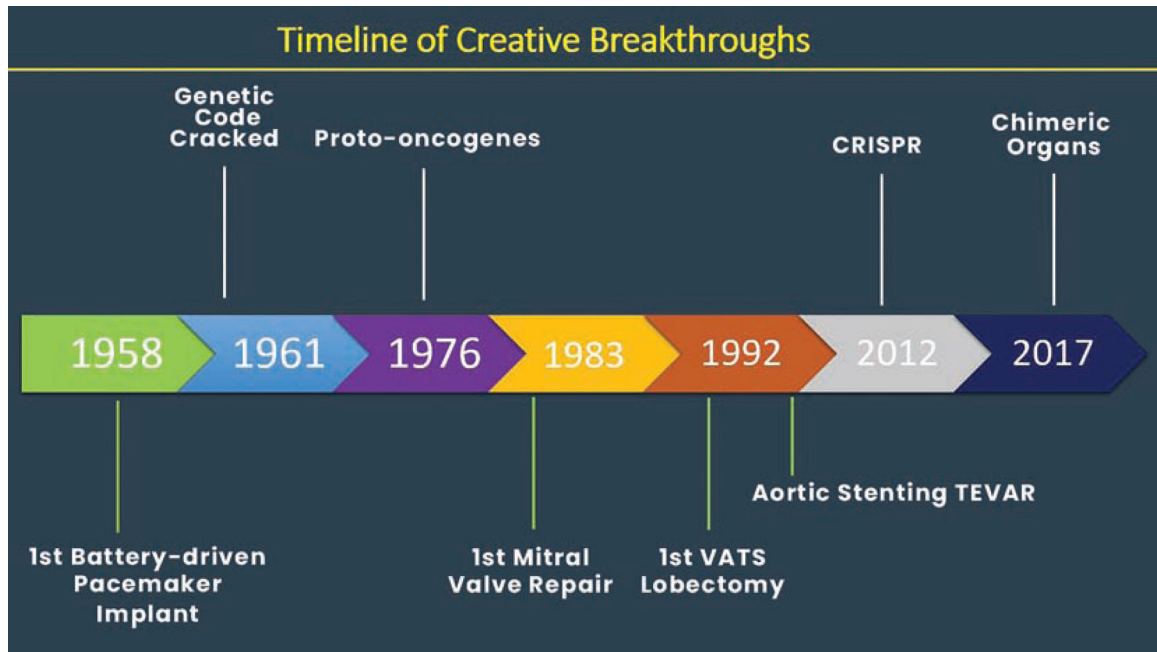 Timeline of Creative Breakthroughs
Genetic
Code
Cracked
Proto-oncogenes
CRISPR
Chimeric
Organs
1958
1961
1976
1983
1992
2012
2017
Aortic Stenting TEVAR
1st Battery-driven
Pacemaker
Implant
1st Mitral
Valve Repair
1st VATS
Lobectomy